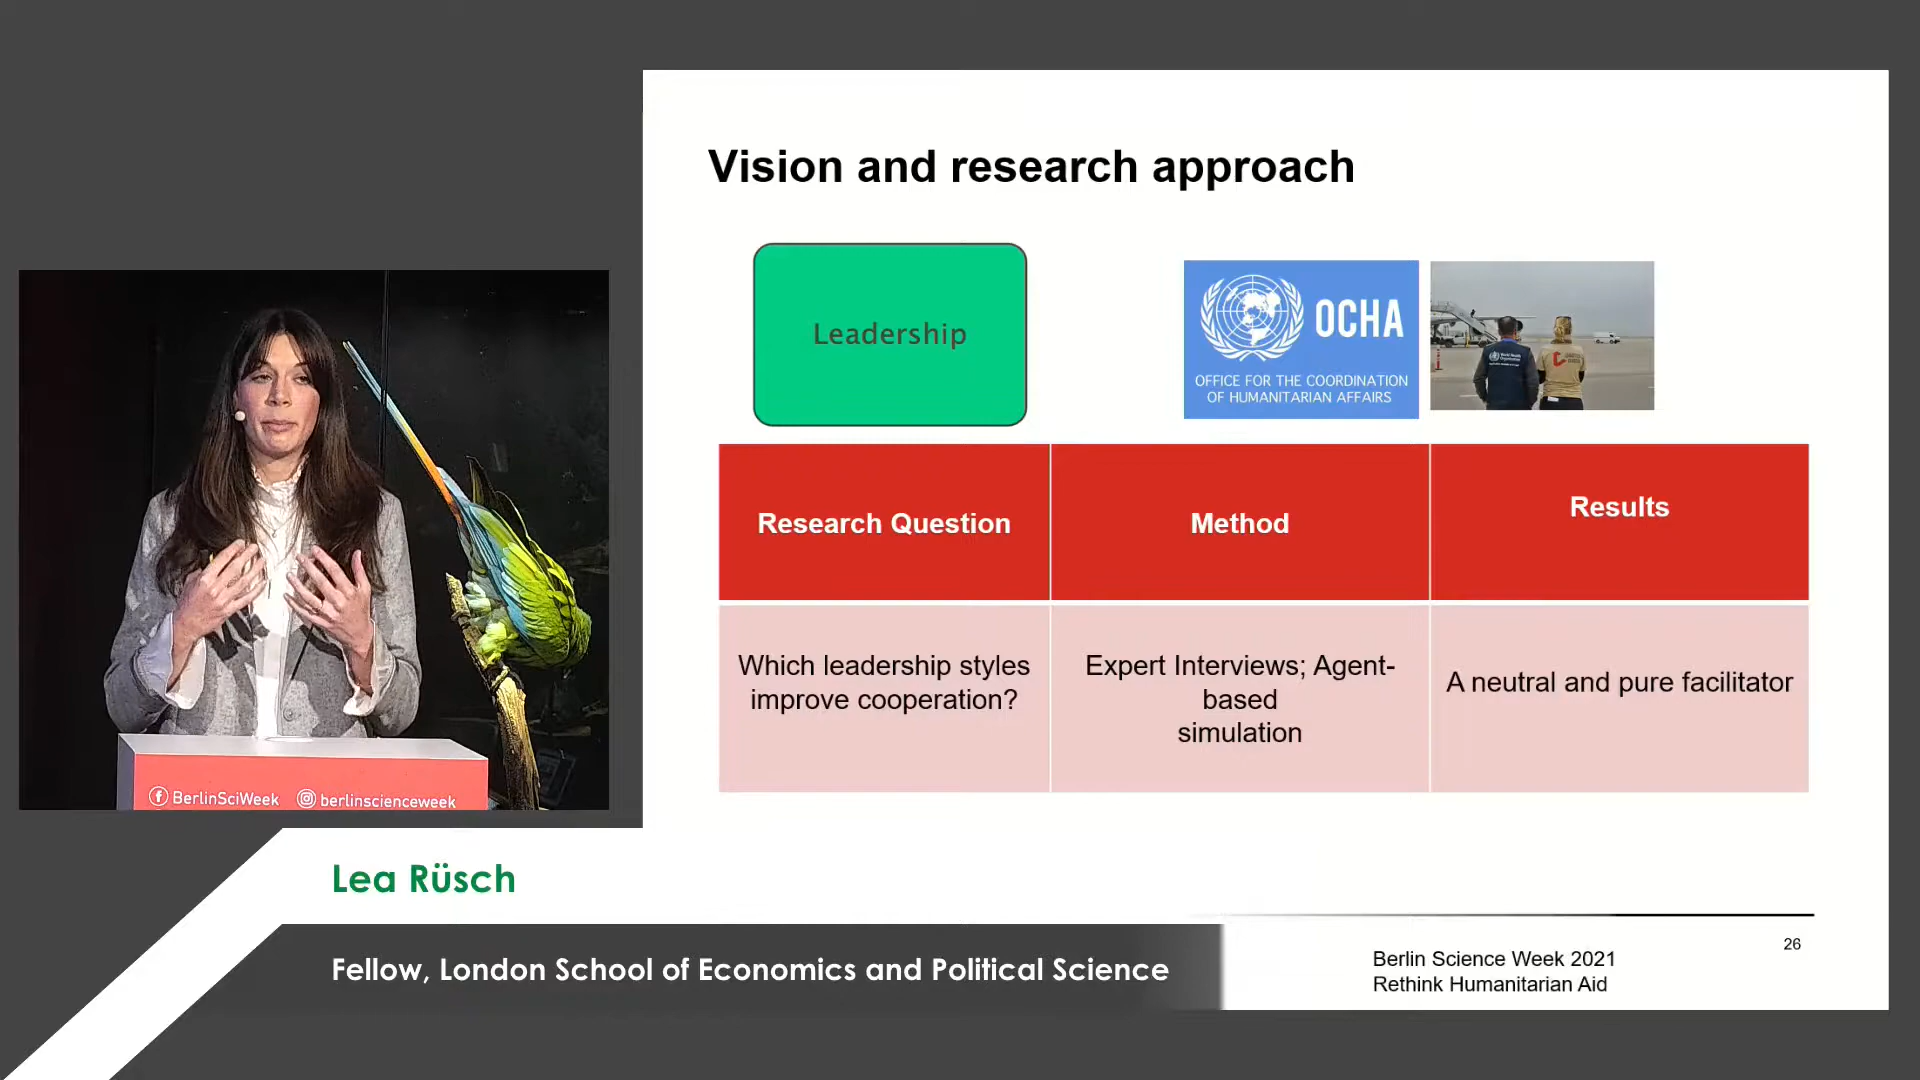 Vision and research approach
Leadership
OCHA
OFFICE FOR THE COORDINATION
OF HUMANITARIAN AFFAIRS
Research Question
Method
Results
Which leadership styles
improve cooperation?
Expert Interviews; Agent-
based
simulation
A neutral and pure facilitator
BerlinSciWeek
berlinscienceweek
Lea Rüsch
Fellow, London School of Economics and Political Science
Berlin Science Week 2021
Rethink Humanitarian Aid
26